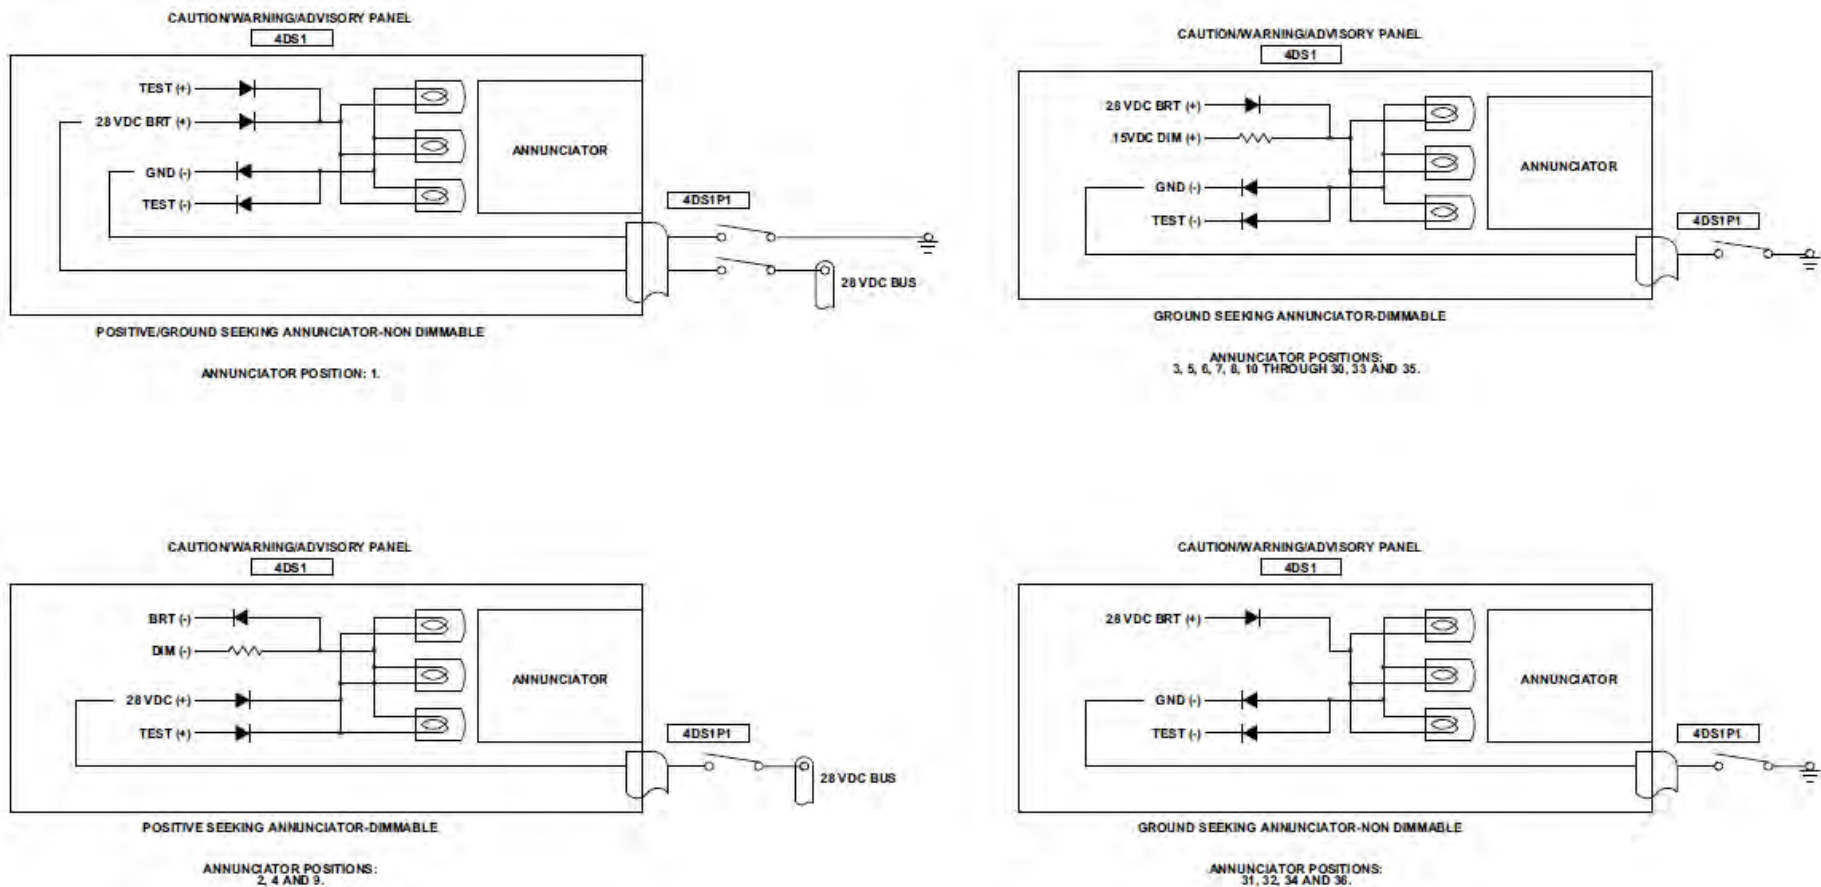 CAUTION/WARNING/ADVISORY PANEL
4DS1
TEST (+)
28 VDC BRT (+)
GND (-)
TEST (-)
ANNUNCIATOR
4DS1P1
28 VDC BUS
POSITIVE/GROUND SEEKING ANNUNCIATOR-NON DIMMABLE
ANNUNCIATOR POSITION: 1.
CAUTION/WARNING/ADVISORY PANEL
4DS1
28 VDC BRT (+)
15VDC DIM (+)
GND (-)
TEST (-)
ANNUNCIATOR
4DS1P1
GROUND SEEKING ANNUNCIATOR-DIMMABLE
ANNUNCIATOR POSITIONS:
3, 5, 6, 7, 8, 10 THROUGH 30, 33 AND 35.
CAUTION/WARNING/ADVISORY PANEL
4DS1
BRT (-)
DIM (-)
28 VDC (+)
TEST (+)
ANNUNCIATOR
4DS1P1
28 VDC BUS
POSITIVE SEEKING ANNUNCIATOR-DIMMABLE
ANNUNCIATOR POSITIONS:
2, 4 AND 9.
CAUTION/WARNING/ADVISORY PANEL
4DS1
28 VDC BRT (+)
GND (-)
TEST (-)
ANNUNCIATOR
4DS1P1
GROUND SEEKING ANNUNCIATOR-NON DIMMABLE
ANNUNCIATOR POSITIONS:
31, 32, 34 AND 36.